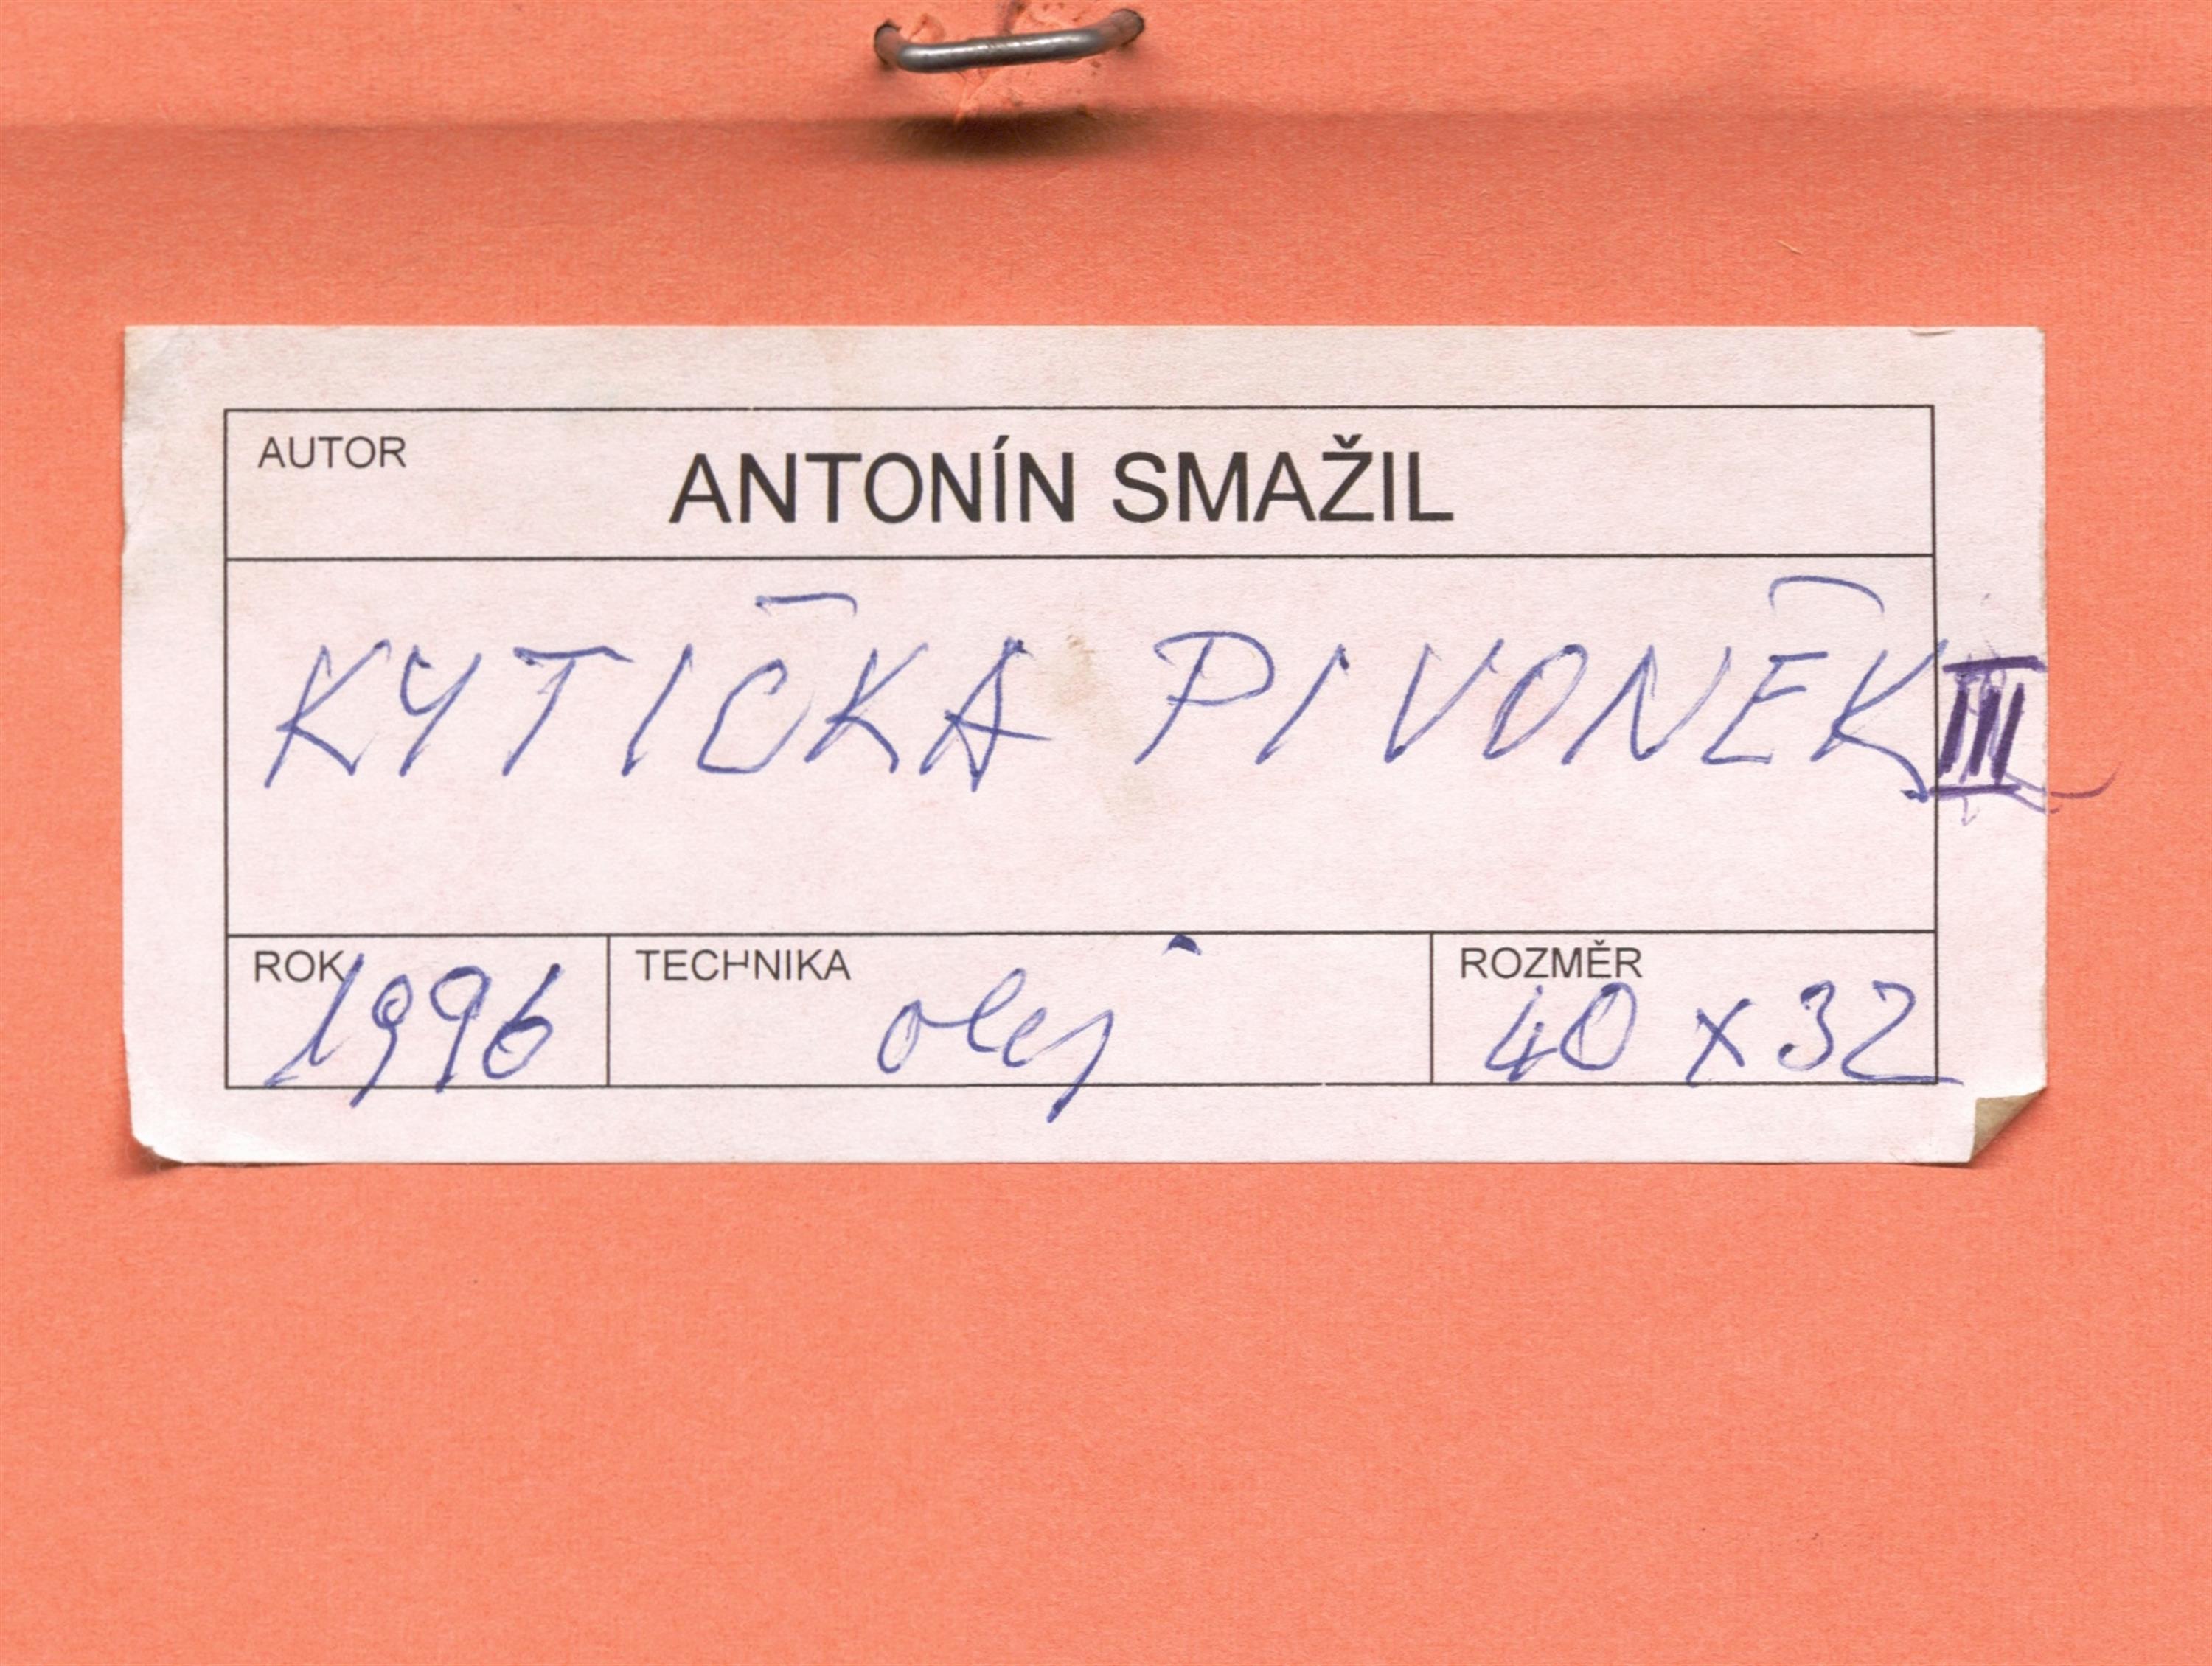 AUTOR ANTONÍN SMAŽIL
KYTIČKA PIVONĚK III
ROK 1996 TECHNIKA olej ROZMĚR 40 x 32